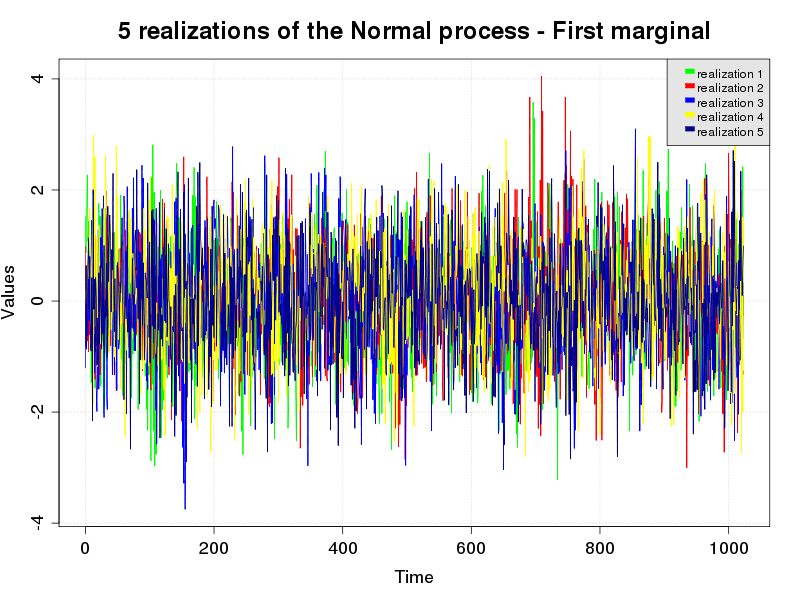 5 realizations of the Normal process - First marginal
realization 1
realization 2
realization 3
realization 4
realization 5
Values
4
2
0
-2
-4
0 200 400 600 800 1000
Time